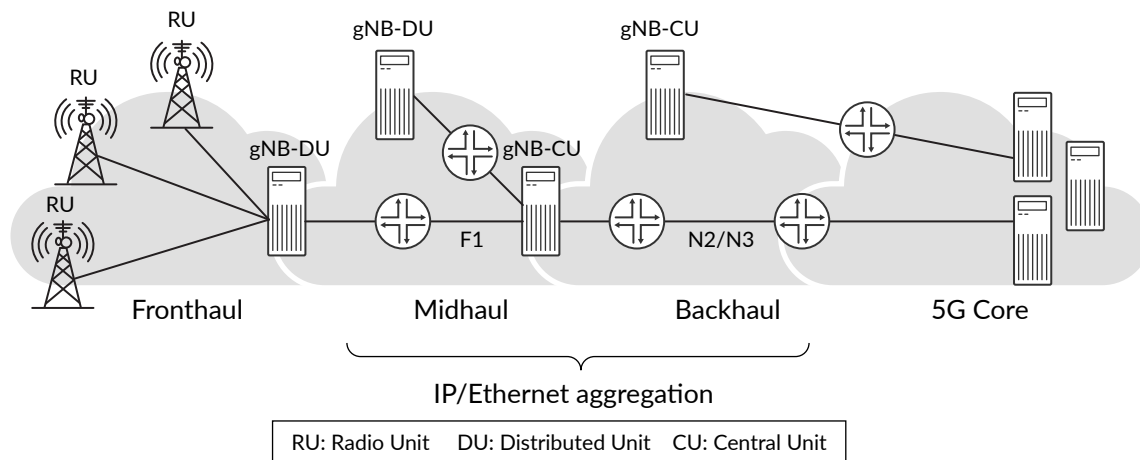 RU
gNB-DU
gNB-CU
RU
gNB-DU
gNB-CU
RU
F1
N2/N3
Fronthaul
Midhaul
Backhaul
5G Core
IP/Ethernet aggregation
RU: Radio Unit DU: Distributed Unit CU: Central Unit